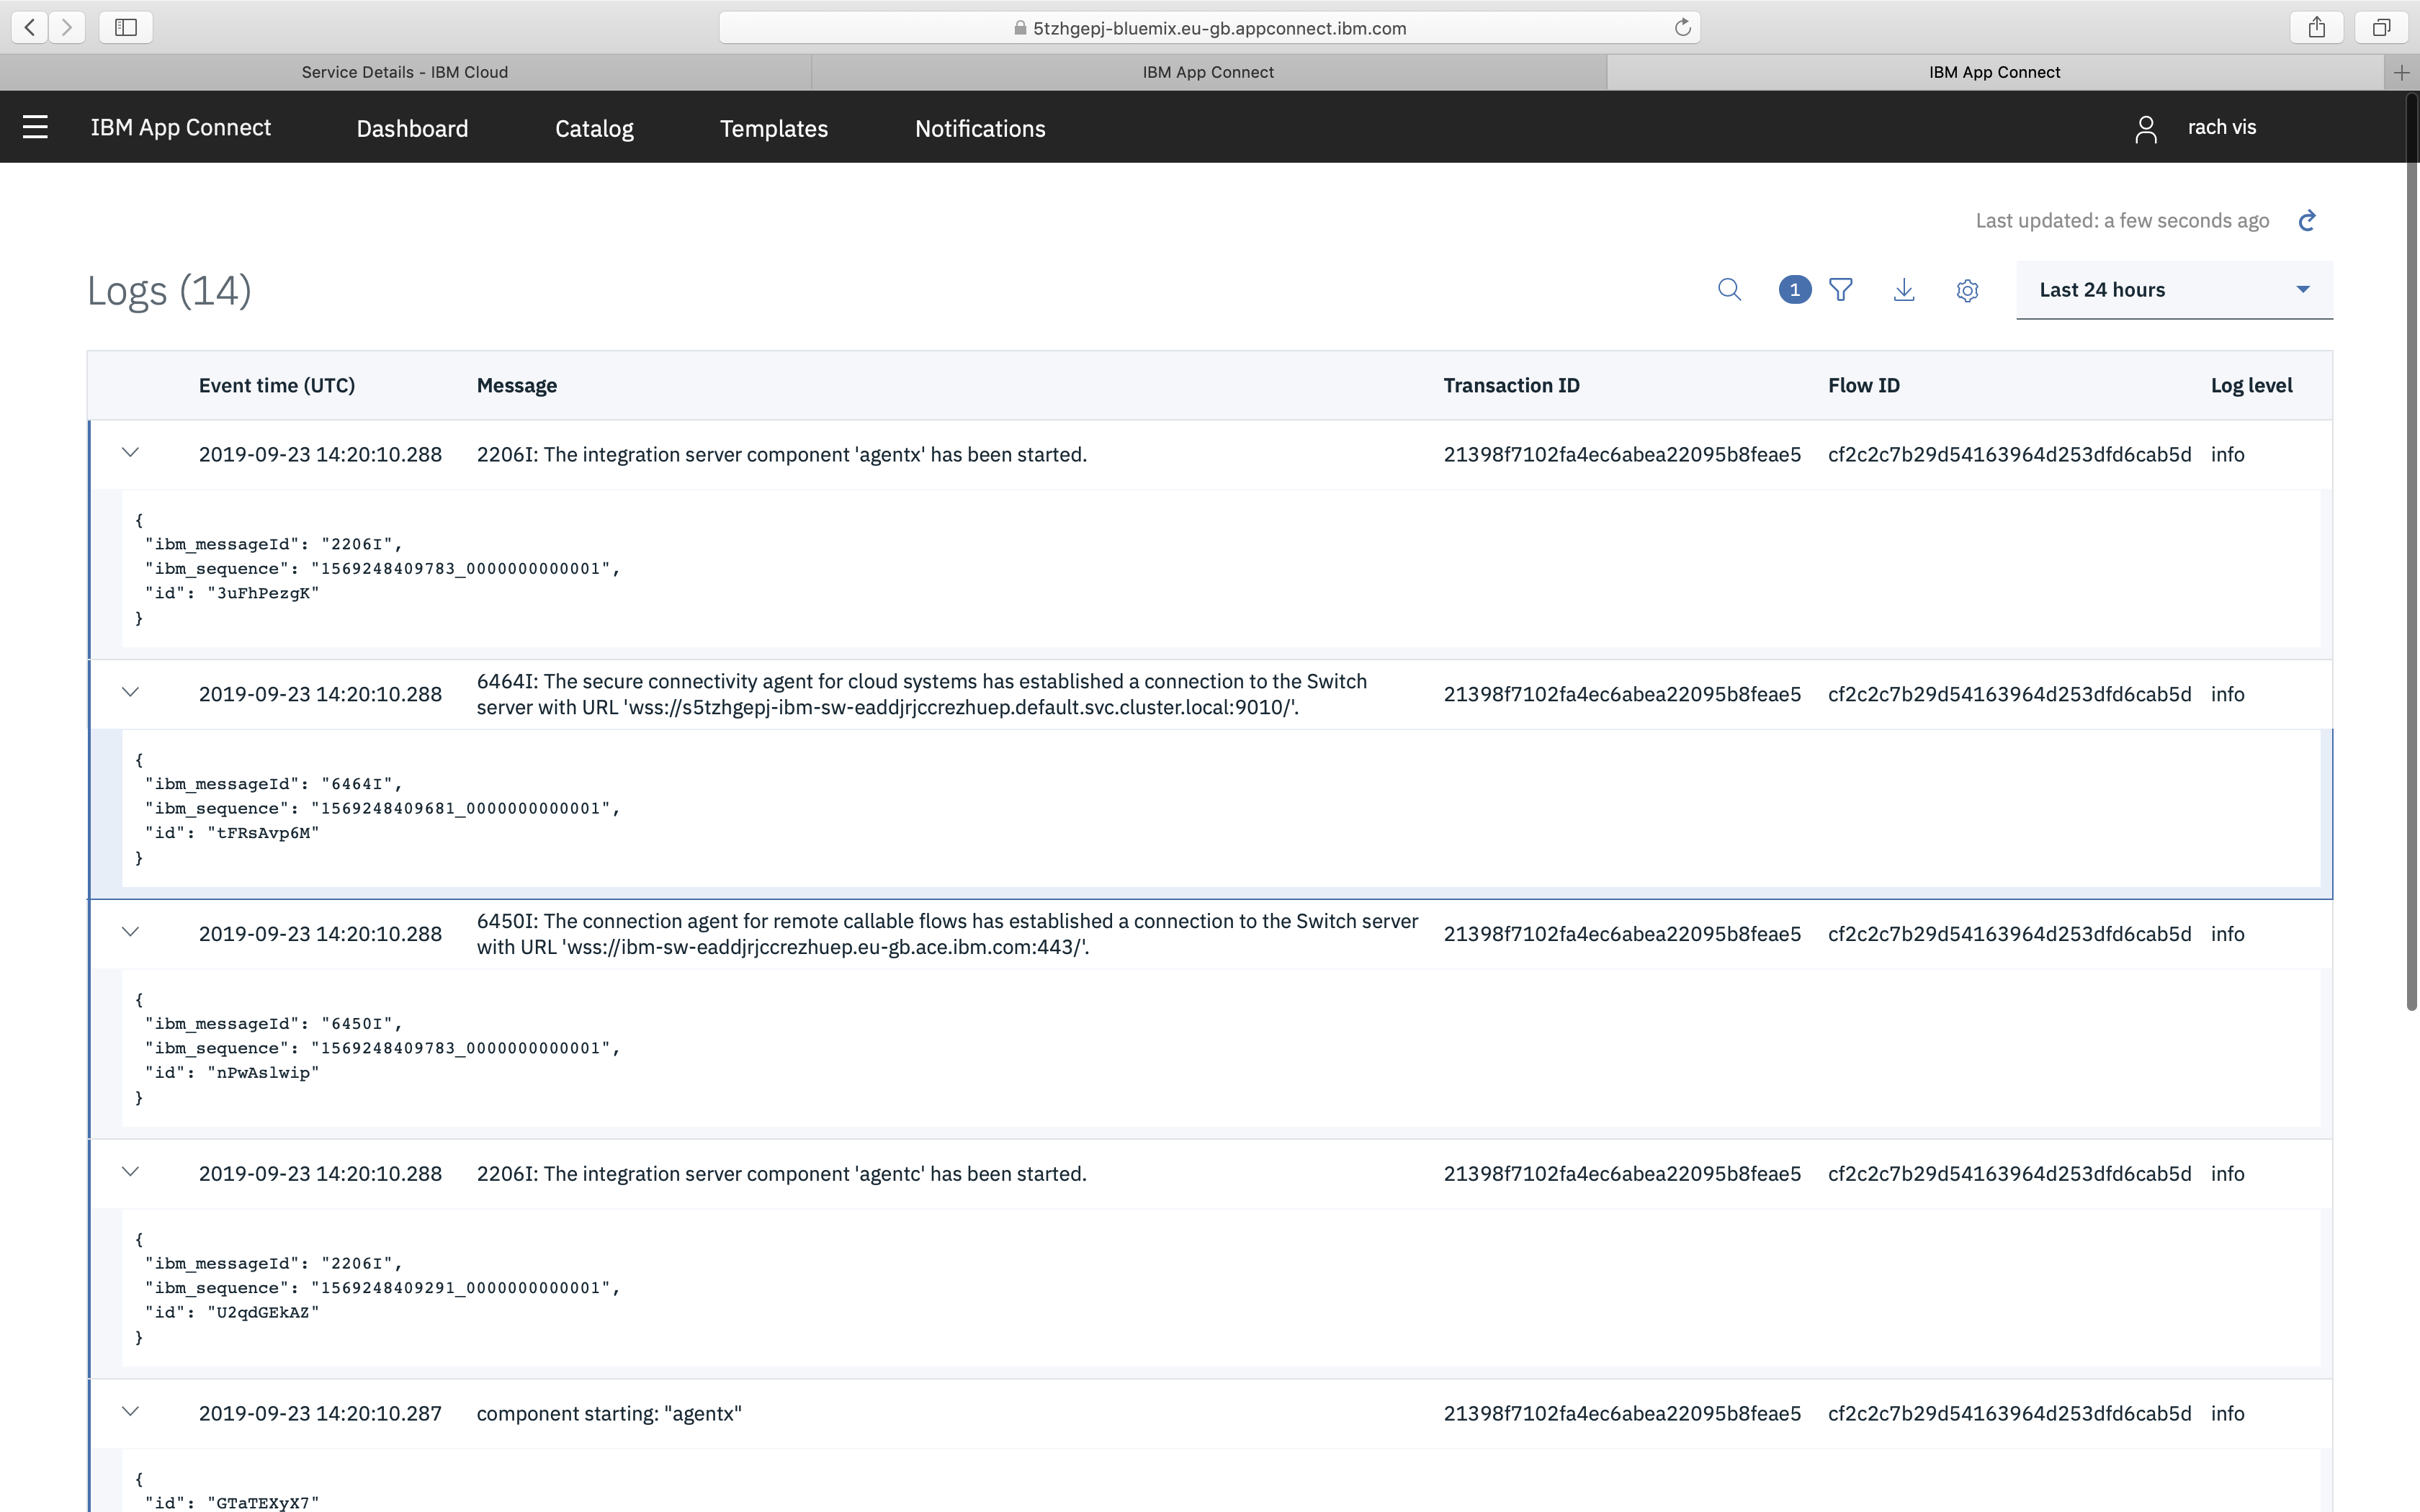 5tzhgepj-bluemix.eu-gb.appconnect.ibm.com
Service Details - IBM Cloud
IBM App Connect
IBM App Connect
IBM App Connect
Dashboard
Catalog
Templates
Notifications
rach vis
Last updated: a few seconds ago
Logs (14)
1
Last 24 hours
Event time (UTC) Message Transaction ID Flow ID Log level
2019-09-23 14:20:10.288 2206I: The integration server component 'agentx' has been started. 21398f7102fa4ec6abea22095b8feae5 cf2c2c7b29d54163964d253dfd6cab5d info
{
"ibm_messageId": "2206I",
"ibm_sequence": "1569248409783_0000000000001",
"id": "3uFhPezgK"
}
2019-09-23 14:20:10.288 6464I: The secure connectivity agent for cloud systems has established a connection to the Switch
server with URL 'wss://s5tzhgepj-ibm-sw-eaddjrjccrezhuep.default.svc.cluster.local:9010/'. 21398f7102fa4ec6abea22095b8feae5 cf2c2c7b29d54163964d253dfd6cab5d info
{
"ibm_messageId": "6464I",
"ibm_sequence": "1569248409681_0000000000001",
"id": "tFRsAvp6M"
}
2019-09-23 14:20:10.288 6450I: The connection agent for remote callable flows has established a connection to the Switch server
with URL 'wss://ibm-sw-eaddjrjccrezhuep.eu-gb.ace.ibm.com:443/'. 21398f7102fa4ec6abea22095b8feae5 cf2c2c7b29d54163964d253dfd6cab5d info
{
"ibm_messageId": "6450I",
"ibm_sequence": "1569248409783_0000000000001",
"id": "nPwAslwip"
}
2019-09-23 14:20:10.288 2206I: The integration server component 'agentc' has been started. 21398f7102fa4ec6abea22095b8feae5 cf2c2c7b29d54163964d253dfd6cab5d info
{
"ibm_messageId": "2206I",
"ibm_sequence": "1569248409291_0000000000001",
"id": "U2qdGEkAZ"
}
2019-09-23 14:20:10.287 component starting: "agentx" 21398f7102fa4ec6abea22095b8feae5 cf2c2c7b29d54163964d253dfd6cab5d info
{
"id": "GTaTEXyX7"